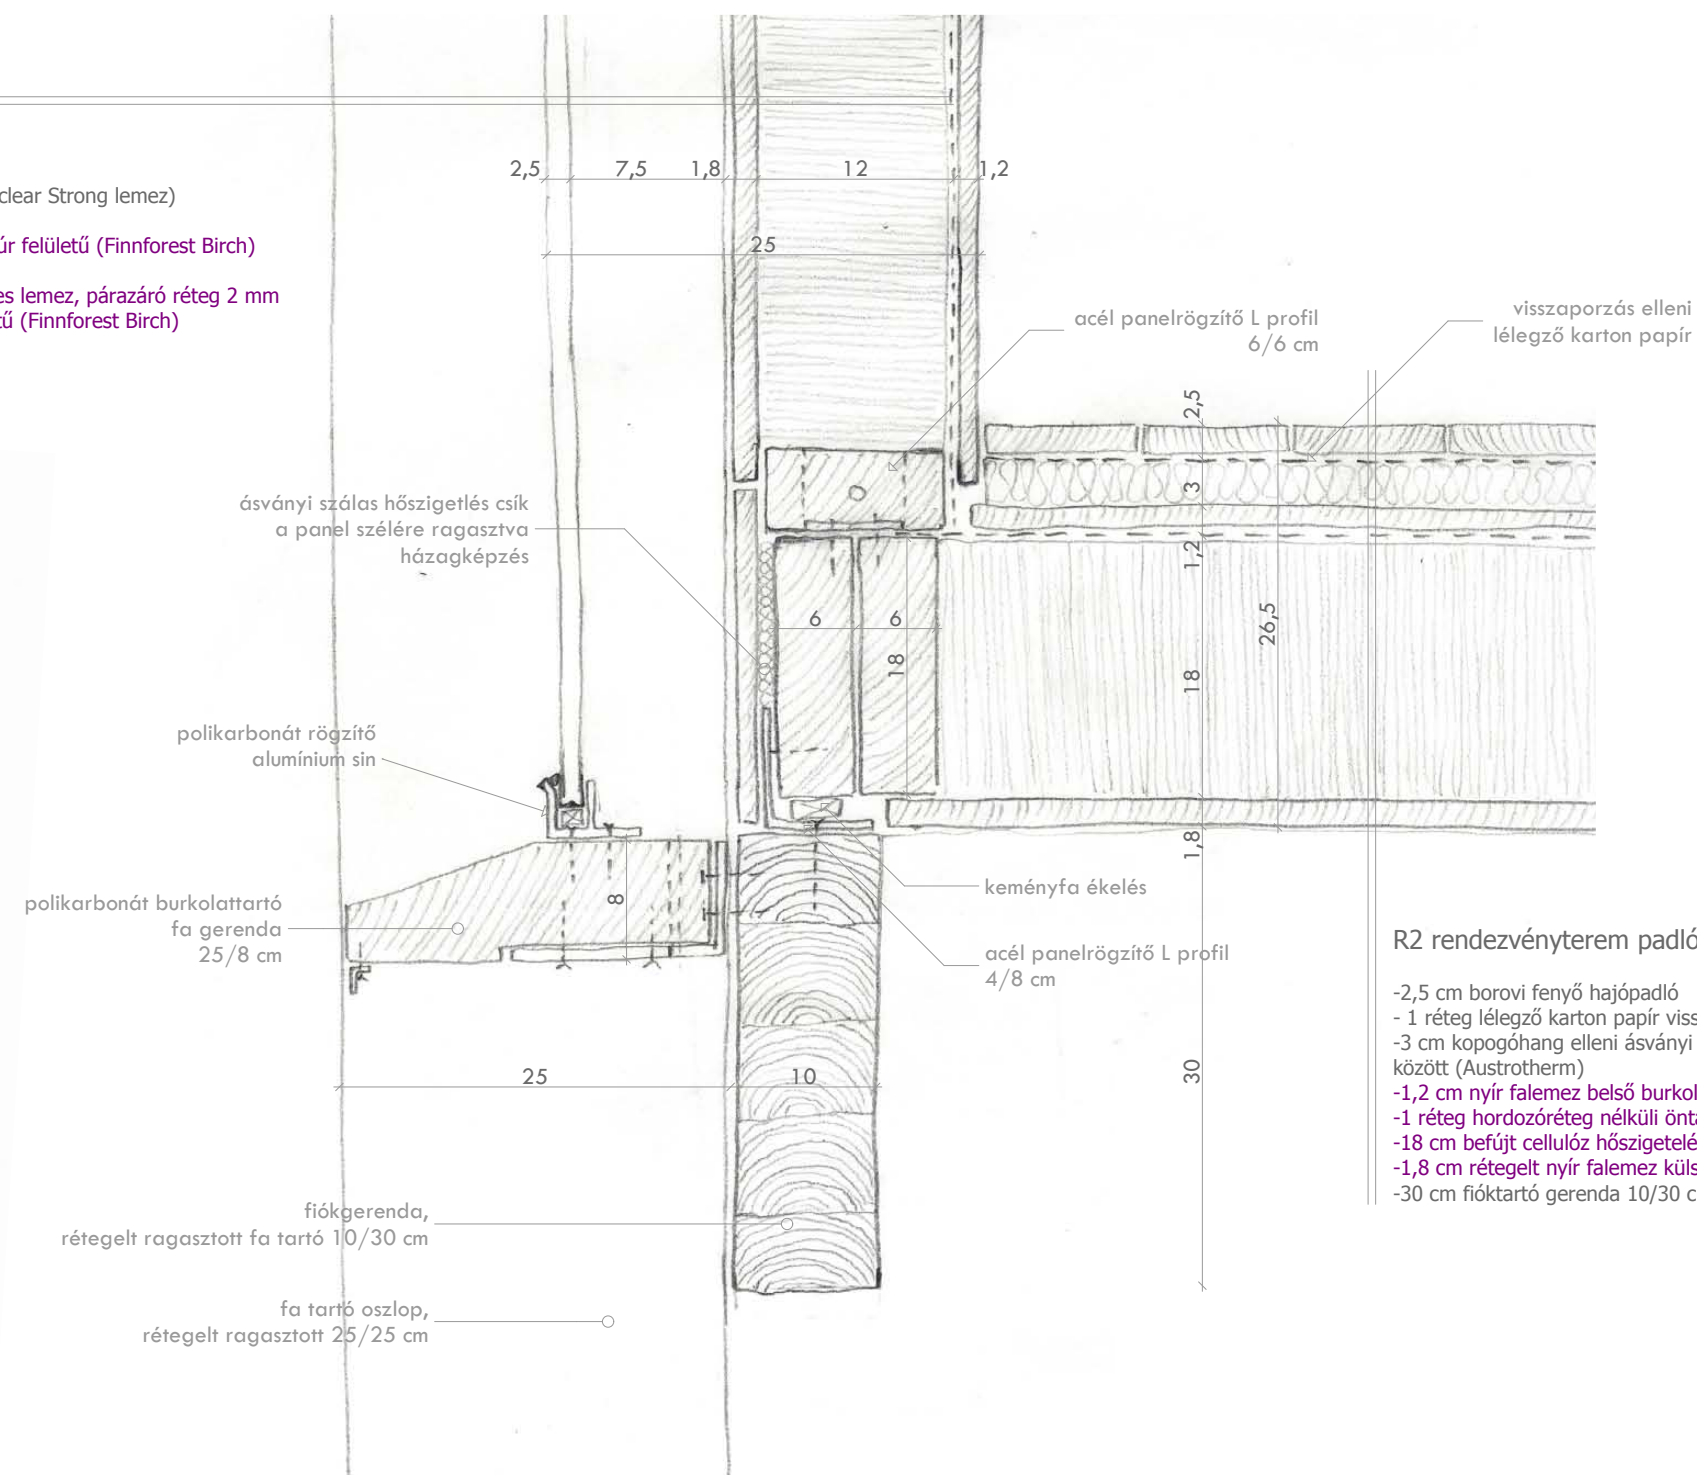 2,5 7,5 1,8 12 1,2
clear Strong lemez)
25
úr felületű (Finnforest Birch)
es lemez, párazáró réteg 2 mm
tű (Finnforest Birch)
acél panelrögzítő L profil
6/6 cm
visszaporzás elleni
lélegző karton papír
2,5
3
1,2
18
26,5
1,8
30
ásványi szálas hőszigetlés csík
a panel szélére ragasztva
házagképzés
6 6
18
polikarbonát rögzítő
alumínium sin
8
polikarbonát burkolattartó
fa gerenda
25/8 cm
keményfa ékelés
acél panelrögzítő L profil
4/8 cm
25 10
fiókgerenda,
rétegelt ragasztott fa tartó 10/30 cm
fa tartó oszlop,
rétegelt ragasztott 25/25 cm
R2 rendezvényterem padló
-2,5 cm borovi fenyő hajópadló
- 1 réteg lélegző karton papír viss
-3 cm kopogóhang elleni ásványi
között (Austrotherm)
-1,2 cm nyír falemez belső burkol
-1 réteg hordozóréteg nélküli önta
-18 cm befújt cellulóz hőszigetelé
-1,8 cm rétegelt nyír falemez küls
-30 cm fióktartó gerenda 10/30 c